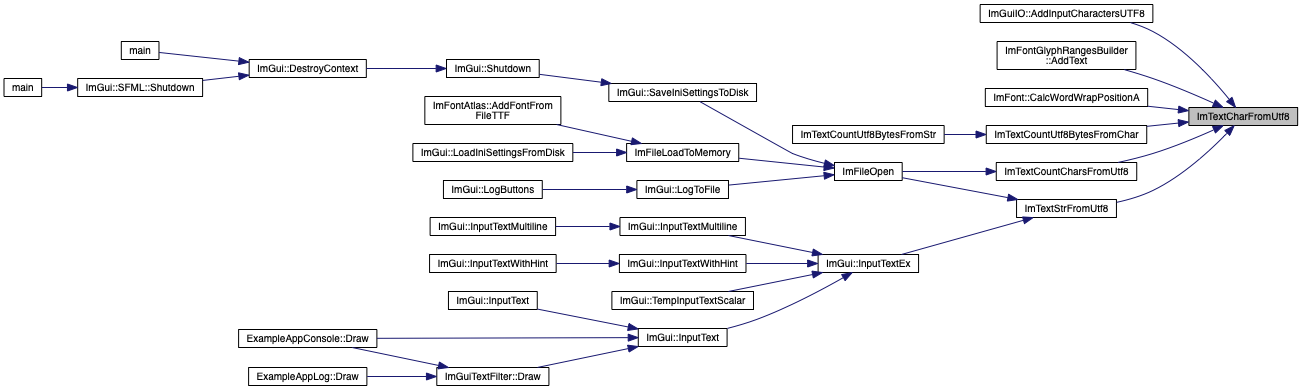 ImGuiIO::AddInputCharactersUTF8
main
ImFontGlyphRangesBuilder
::AddText
ImGui::DestroyContext
ImGui::Shutdown
main
ImGui::SFML::Shutdown
ImGui::SaveIniSettingsToDisk
ImFont::CalcWordWrapPositionA
ImFontAtlas::AddFontFrom
FileTTF
ImTextCharFromUtf8
ImTextCountUtf8BytesFromStr
ImTextCountUtf8BytesFromChar
ImGui::LoadIniSettingsFromDisk
ImFileLoadToMemory
ImFileOpen
ImTextCountCharsFromUtf8
ImGui::LogButtons
ImGui::LogToFile
ImTextStrFromUtf8
ImGui::InputTextMultiline
ImGui::InputTextMultiline
ImGui::InputTextWithHint
ImGui::InputTextWithHint
ImGui::InputTextEx
ImGui::InputText
ImGui::TempInputTextScalar
ExampleAppConsole::Draw
ImGui::InputText
ExampleAppLog::Draw
ImGuiTextFilter::Draw